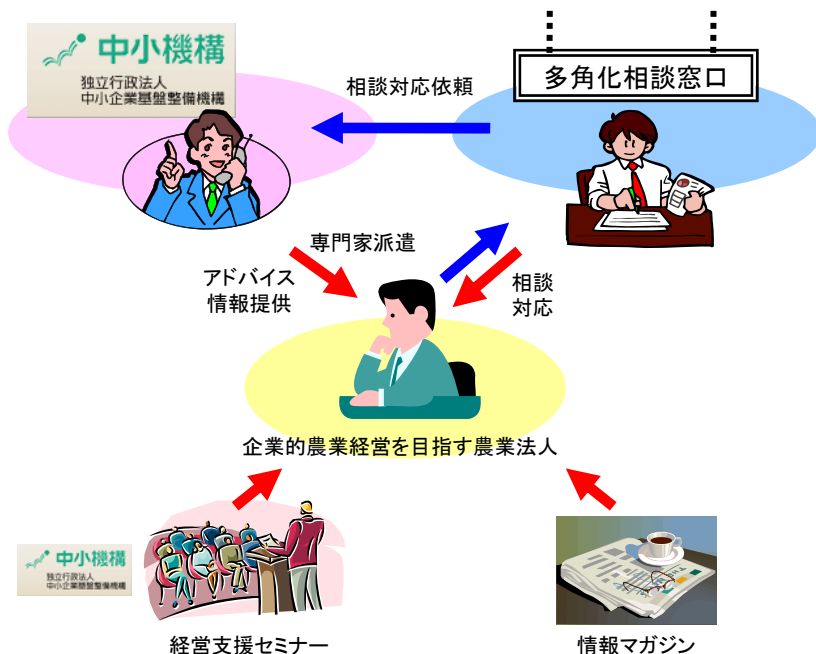 中小機構
独立行政法人
中小企業基盤整備機構
多角化相談窓口
相談対応依頼
専門家派遣
アドバイス
情報提供
相談
対応
企業的農業経営を目指す農業法人
中小機構
独立行政法人
中小企業基盤整備機構
経営支援セミナー
情報マガジン